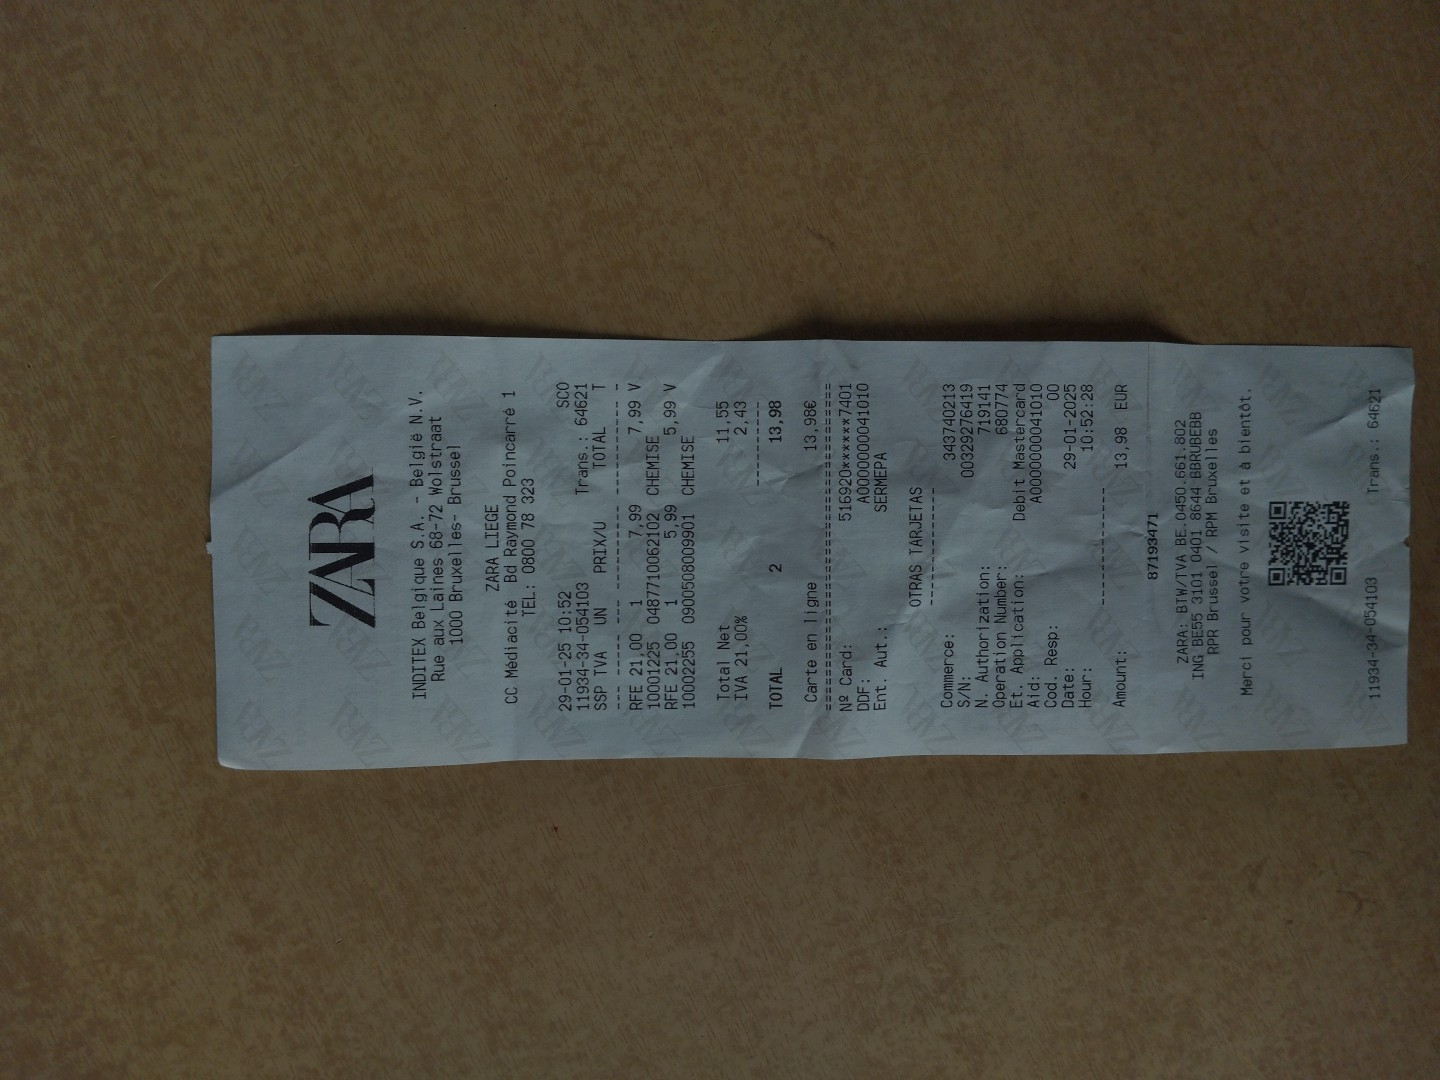 ZARA
INDITEX Belgique S.A. - België N.V.
Rue aux Laines 68-72 Wolstraat
1000 Bruxelles- Brussel
ZARA LIEGE
CC Médiacité Bd Raymond Poincarré 1
TEL: 0800 78 323
29-01-25 10:52 SCO
11934-34-054103 Trans.: 64621
SSP TVA UN PRIX/U TOTAL T
--- ----- --- ----------- ---------- -
RFE 21,00 1 7,99 7,99 V
10001225 0487710062102 CHEMISE
RFE 21,00 1 5,99 5,99 V
10002255 0900508009901 CHEMISE
Total Net 11,55
IVA 21,00% 2,43
----------
TOTAL 2 13,98
Carte en ligne 13,98€
======================================
Nº Card: 516920******7401
DDF: A0000000041010
Ent. Aut.: SERMEPA
OTRAS TARJETAS
--------------
Commerce: 343740213
S/N: 00329276419
N. Authorization: 719141
Operation Number: 680774
Et. Application: Debit Mastercard
Aid: A0000000041010
Cod. Resp: 00
Date: 29-01-2025
Hour: 10:52:28
--------------
Amount: 13,98 EUR
87193471
ZARA: BTW/TVA BE.0450.661.802
ING BE55 3101 0401 8644 BBRUBEBB
RPR Brussel / RPM Bruxelles
Merci pour votre visite et à bientôt.
11934-34-054103 Trans.: 64621